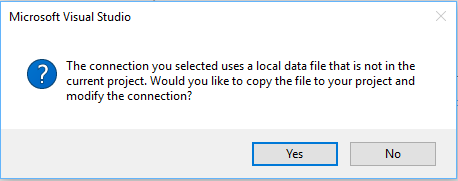 Microsoft Visual Studio
The connection you selected uses a local data file that is not in the
current project. Would you like to copy the file to your project and
modify the connection?
Yes
No